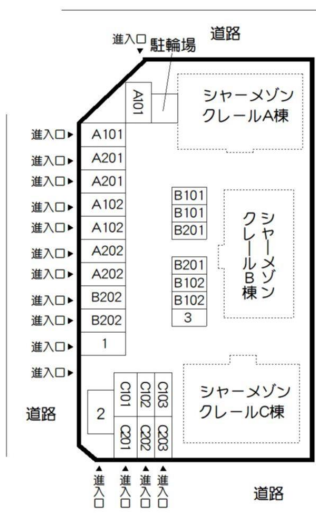 道路
進入口▼
駐輪場
A101
シャーメゾン
クレールA棟
進入口▶ A101
進入口▶ A201
進入口▶ A201
進入口▶ A102
進入口▶ A102
進入口▶ A202
進入口▶ A202
進入口▶ B202
進入口▶ B202
進入口▶ 1
進入口▶
B101
B101
B201
B201
B102
B102
3
シャーメゾン
クレールB棟
シャーメゾン
クレールC棟
道路
2
C101
C102
C103
C201
C202
C203
▲進入口
▲進入口
▲進入口
▲進入口
道路